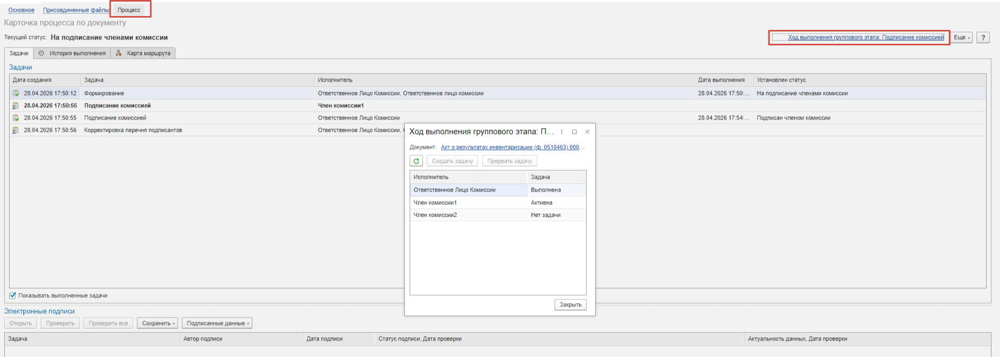 Основное Присоединенные файлы Процесс
Карточка процесса по документу
Текущий статус: На подписание членами комиссии
Ход выполнения группового этапа: Подписание комиссией Еще ?
Задачи История выполнения Карта маршрута
Задачи
Дата создания Задача Исполнитель Дата выполнения Установлен статус
28.04.2026 17:50:12 Формирование Ответственное Лицо Комиссии, Ответственное лицо комиссии 28.04.2026 17:50:... На подписание членами комиссии
28.04.2026 17:50:55 Подписание комиссией Член комиссии1
28.04.2026 17:50:55 Подписание комиссией Ответственное Лицо Комиссии 28.04.2026 17:54:... Подписан членом комиссии
28.04.2026 17:50:56 Корректировка перечня подписантов Ответственное Лицо Комиссии,
Ход выполнения группового этапа: П...
Документ: Акт о результатах инвентаризации (ф. 0510463) 000...
Создать задачу Прервать задачу
Исполнитель Задача
Ответственное Лицо Комиссии Выполнена
Член комиссии1 Активна
Член комиссии2 Нет задачи
Закрыть
Показывать выполненные задачи
Электронные подписи
Открыть Проверить Проверить все Сохранить Подписанные данные
Задача Автор подписи Дата подписи Статус подписи, Дата проверки Актуальность данных, Дата проверки